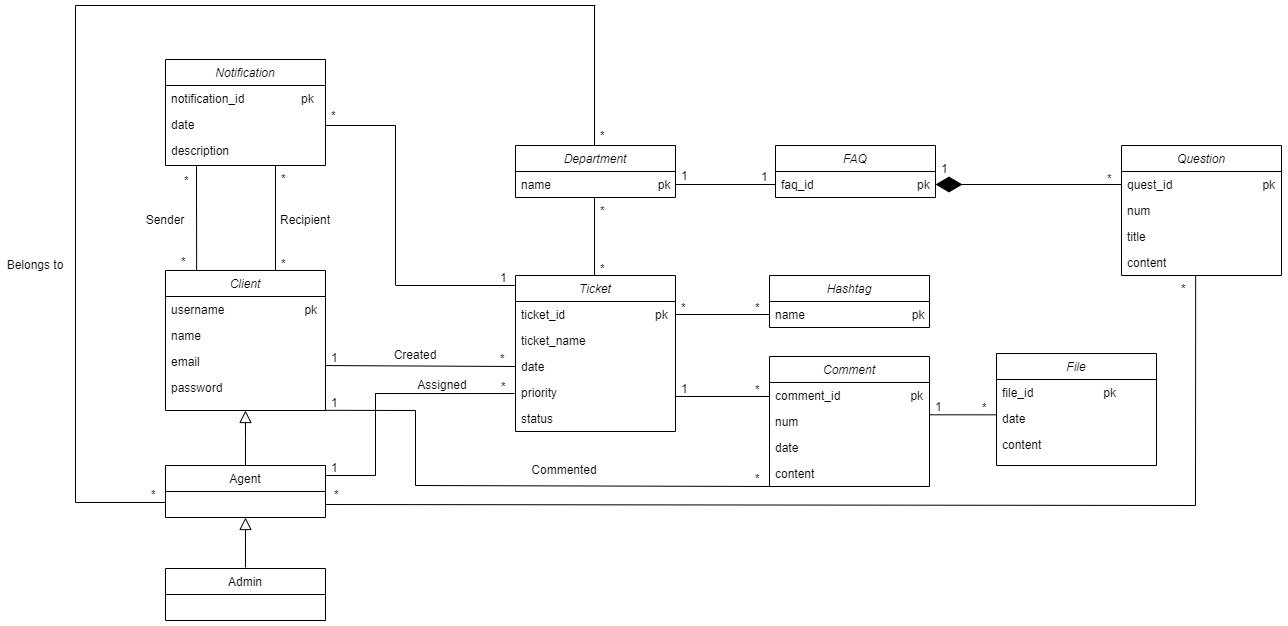 Notification
notification_id pk
date
description
*
*
*
Sender
Recipient
*
*
Belongs to
*
Department
name pk
1
1
FAQ
faq_id pk
1
*
Question
quest_id pk
num
title
content
*
*
*
1
Client
username pk
name
email
password
Ticket
ticket_id pk
ticket_name
date
priority
status
*
*
Hashtag
name pk
1
Created
*
Assigned
*
1
1
*
Comment
comment_id pk
num
date
content
1
*
File
file_id pk
date
content
1
Commented
*
Agent
*
*
Admin